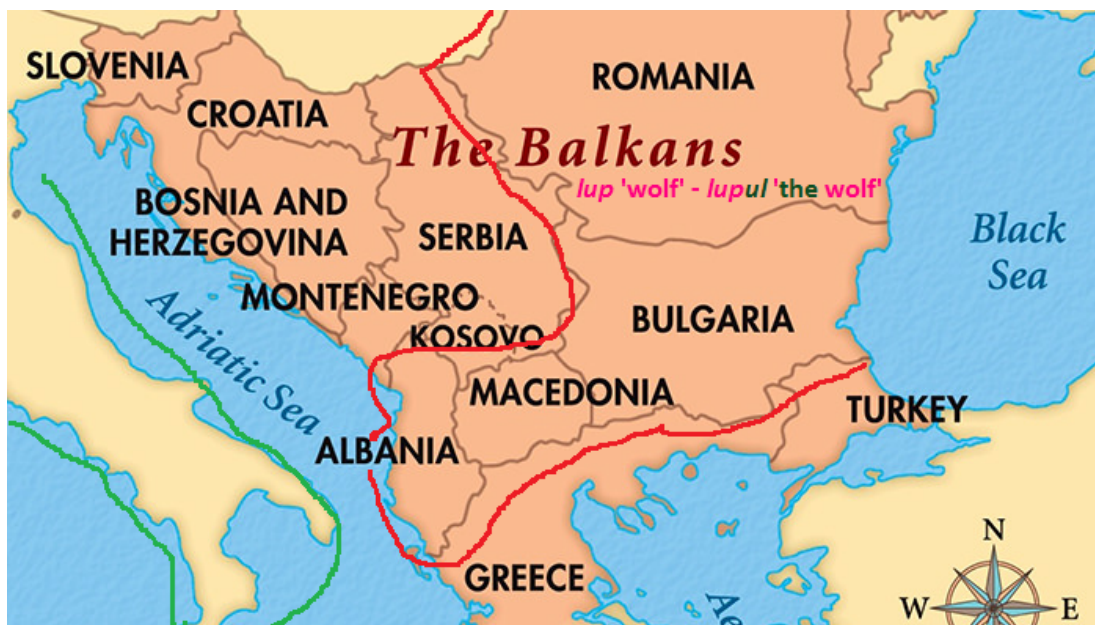 SLOVENIA
ROMANIA
CROATIA
The Balkans
lup 'wolf' - lupul 'the wolf'
BOSNIA AND
HERZEGOVINA
SERBIA
Black
Sea
MONTENEGRO
BULGARIA
KOSOVO
Adriatic Sea
MACEDONIA
TURKEY
ALBANIA
GREECE
N
W
E